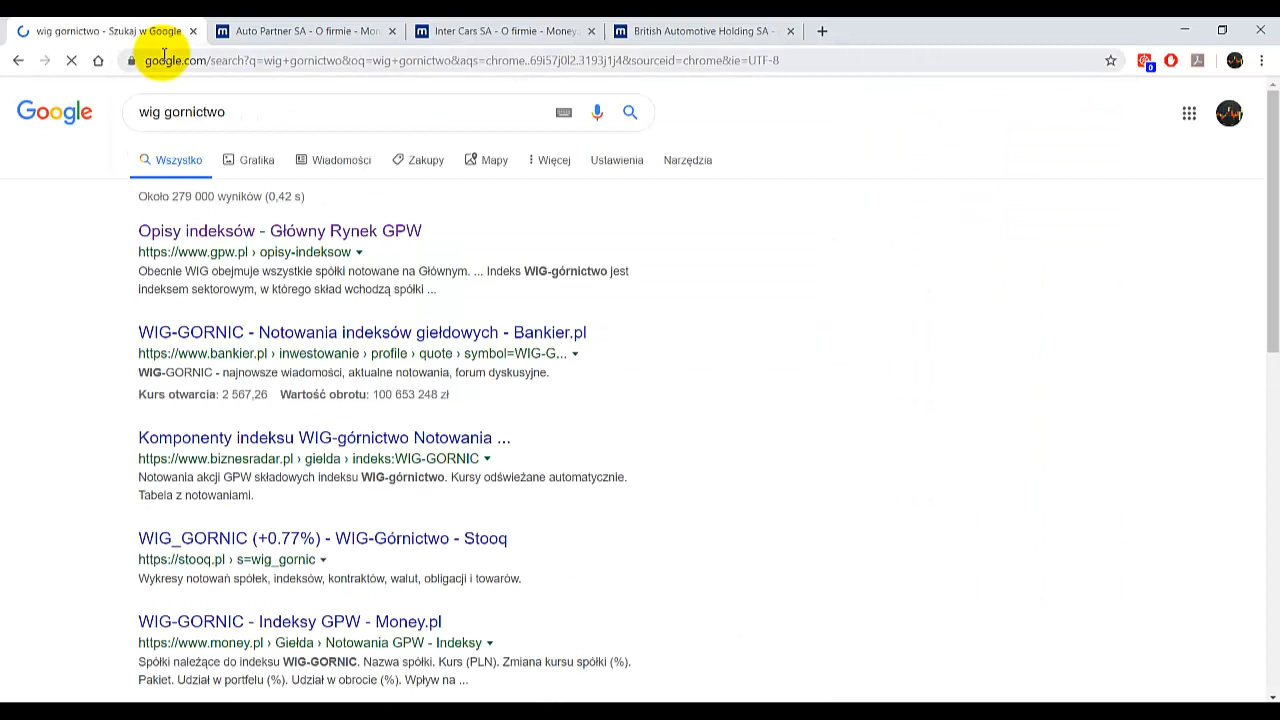 wig gornictwo - Szukaj w Google
Auto Partner SA - O firmie - Mon
Inter Cars SA - O firmie - Money.
British Automotive Holding SA -
google.com/search?q=wig+gornictwo&oq=wig+gornictwo&aqs=chrome..69i57j0l2.3193j1j4&sourceid=chrome&ie=UTF-8
0
Google
wig gornictwo
Wszystko
Grafika
Wiadomości
Zakupy
Mapy
Więcej
Ustawienia
Narzędzia
Około 279 000 wyników (0,42 s)
Opisy indeksów - Główny Rynek GPW
https://www.gpw.pl › opisy-indeksow
Obecnie WIG obejmuje wszystkie spółki notowane na Głównym. ... Indeks WIG-górnictwo jest
indeksem sektorowym, w którego skład wchodzą spółki ...
WIG-GORNIC - Notowania indeksów giełdowych - Bankier.pl
https://www.bankier.pl › inwestowanie › profile › quote › symbol=WIG-G...
WIG-GORNIC - najnowsze wiadomości, aktualne notowania, forum dyskusyjne.
Kurs otwarcia: 2 567,26 Wartość obrotu: 100 653 248 zł
Komponenty indeksu WIG-górnictwo Notowania ...
https://www.biznesradar.pl › gielda › indeks:WIG-GORNIC
Notowania akcji GPW składowych indeksu WIG-górnictwo. Kursy odświeżane automatycznie.
Tabela z notowaniami.
WIG_GORNIC (+0.77%) - WIG-Górnictwo - Stooq
https://stooq.pl › s=wig_gornic
Wykresy notowań spółek, indeksów, kontraktów, walut, obligacji i towarów.
WIG-GORNIC - Indeksy GPW - Money.pl
https://www.money.pl › Giełda › Notowania GPW - Indeksy
Spółki należące do indeksu WIG-GORNIC. Nazwa spółki. Kurs (PLN). Zmiana kursu spółki (%).
Pakiet. Udział w portfelu (%). Udział w obrocie (%). Wpływ na ...